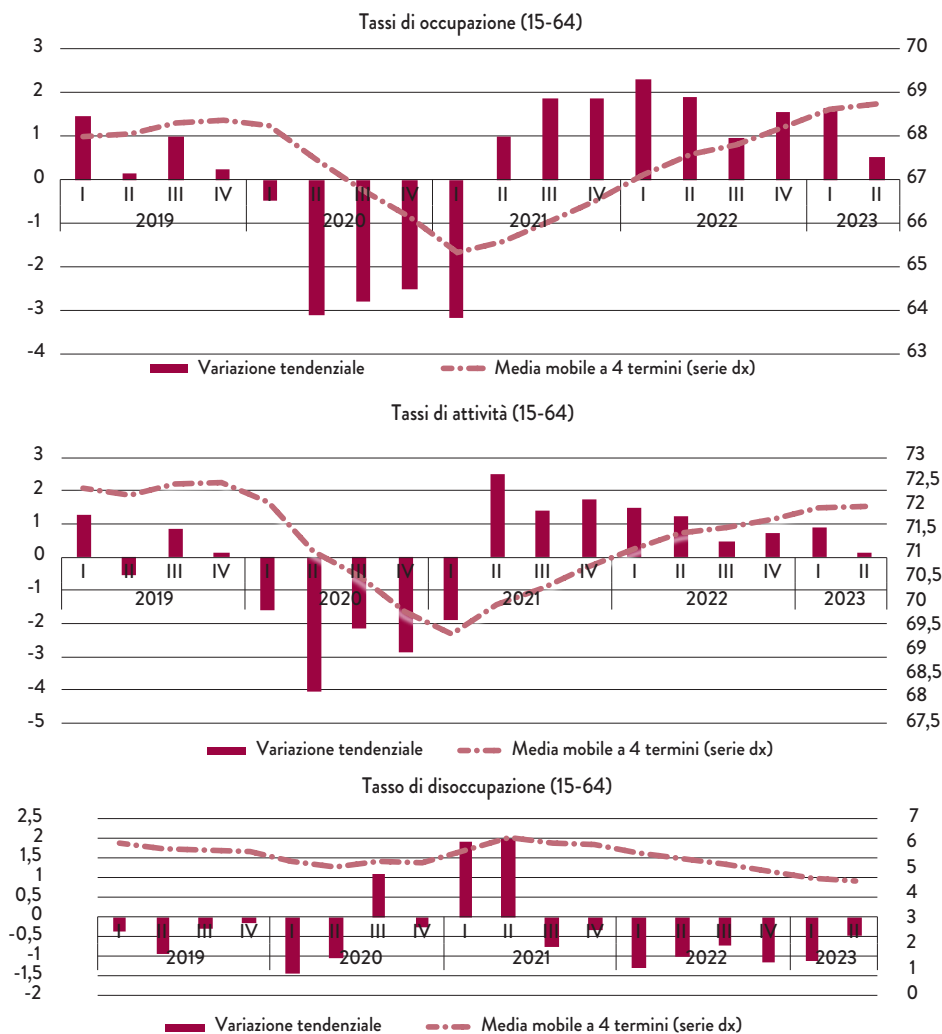 Tassi di occupazione (15-64)
3 70
2 69
1 68
0 67
I II III IV I II III IV I II III IV I II III IV I II
-1 2019 2020 2021 2022 2023 66
-2 65
-3 64
-4 63
Variazione tendenziale Media mobile a 4 termini (serie dx)
Tassi di attività (15-64)
3 73
2 72,5
72
1 71,5
0 71
I II III IV I II III IV I II III IV I II III IV I II
-1 70,5
2019 2020 2021 2022 2023 70
-2 69,5
-3 69
-4 68,5
68
-5 67,5
Variazione tendenziale Media mobile a 4 termini (serie dx)
Tasso di disoccupazione (15-64)
2,5 7
2 6
1,5 5
1
0,5 4
0 3
-0,5 I II III IV I II III IV I II III IV I II III IV I II
2
-1 2019 2020 2021 2022 2023
-1,5 1
-2 0
Variazione tendenziale Media mobile a 4 termini (serie dx)